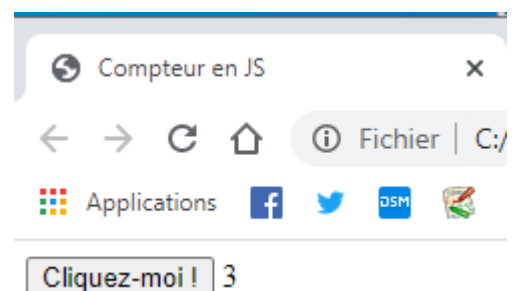 Compteur en JS
Fichier | C:/
Applications DSM
Cliquez-moi ! 3